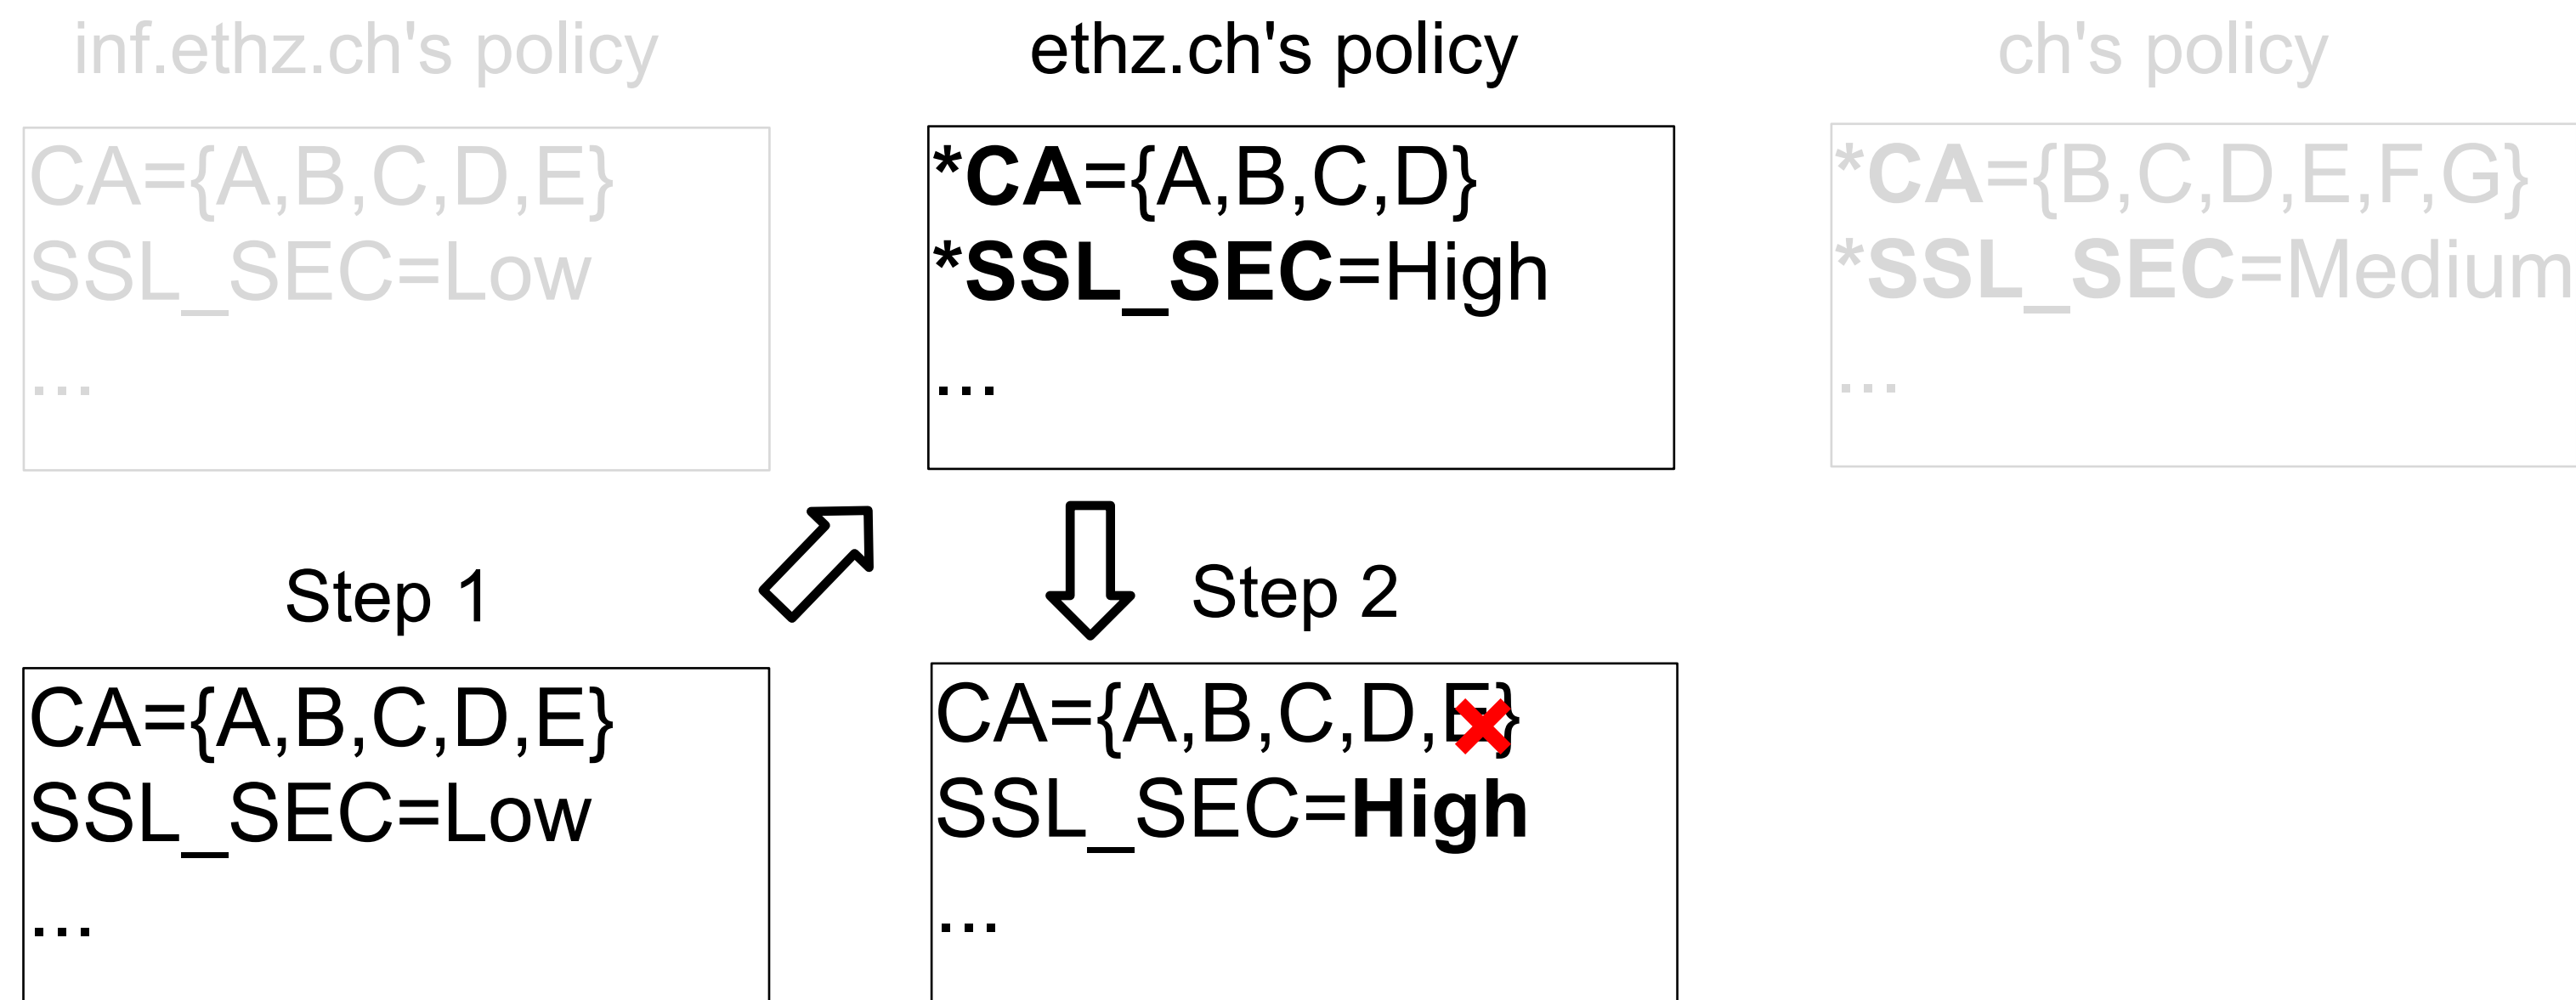 inf.ethz.ch's policy
ethz.ch's policy
ch's policy
CA={A,B,C,D,E}
SSL_SEC=Low
...
*CA={A,B,C,D}
*SSL_SEC=High
...
*CA={B,C,D,E,F,G}
*SSL_SEC=Medium
...
Step 1
Step 2
CA={A,B,C,D,E}
SSL_SEC=Low
...
CA={A,B,C,D,E}
SSL_SEC=High
...